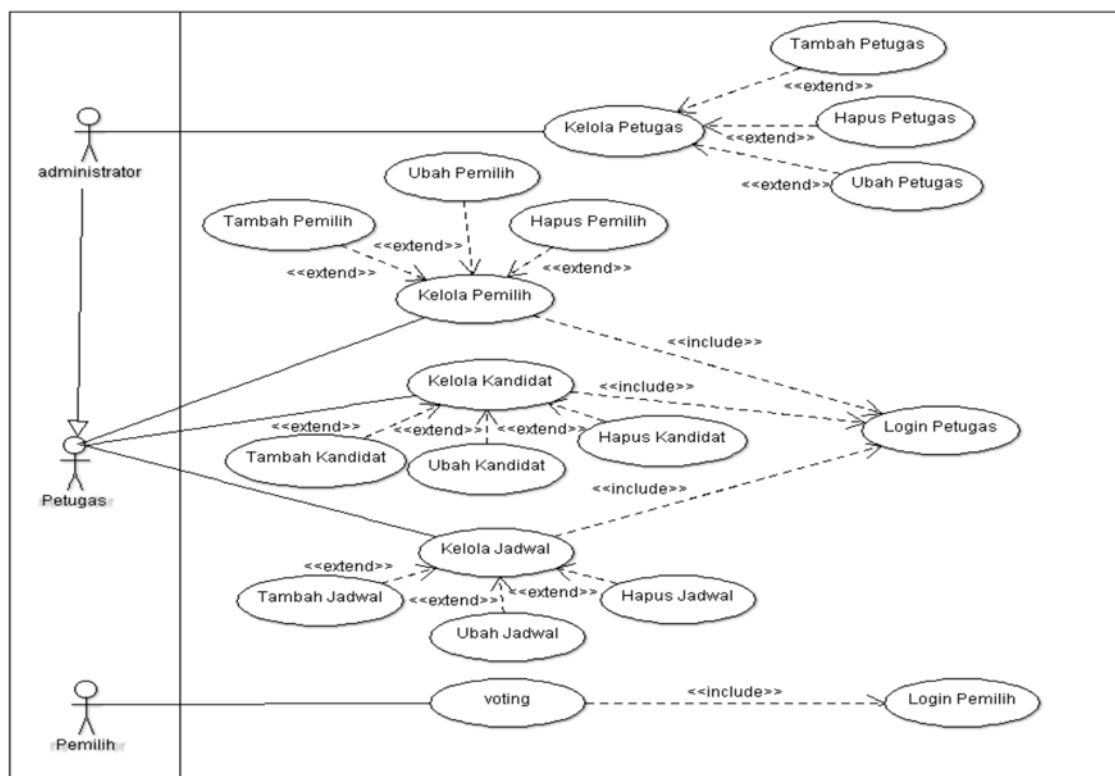 Tambah Petugas
<<extend>>
administrator
Kelola Petugas
Hapus Petugas
<<extend>>
Ubah Pemilih
Ubah Petugas
<<extend>>
Tambah Pemilih
Hapus Pemilih
<<extend>>
<<extend>>
<<extend>>
Kelola Pemilih
<<include>>
Kelola Kandidat
<<include>>
<<extend>>
<<extend>>
<<extend>>
Hapus Kandidat
Login Petugas
Tambah Kandidat
Ubah Kandidat
Petugas
<<include>>
Kelola Jadwal
<<extend>>
Tambah Jadwal
<<extend>>
<<extend>>
Hapus Jadwal
Ubah Jadwal
voting
<<include>>
Login Pemilih
Pemilih